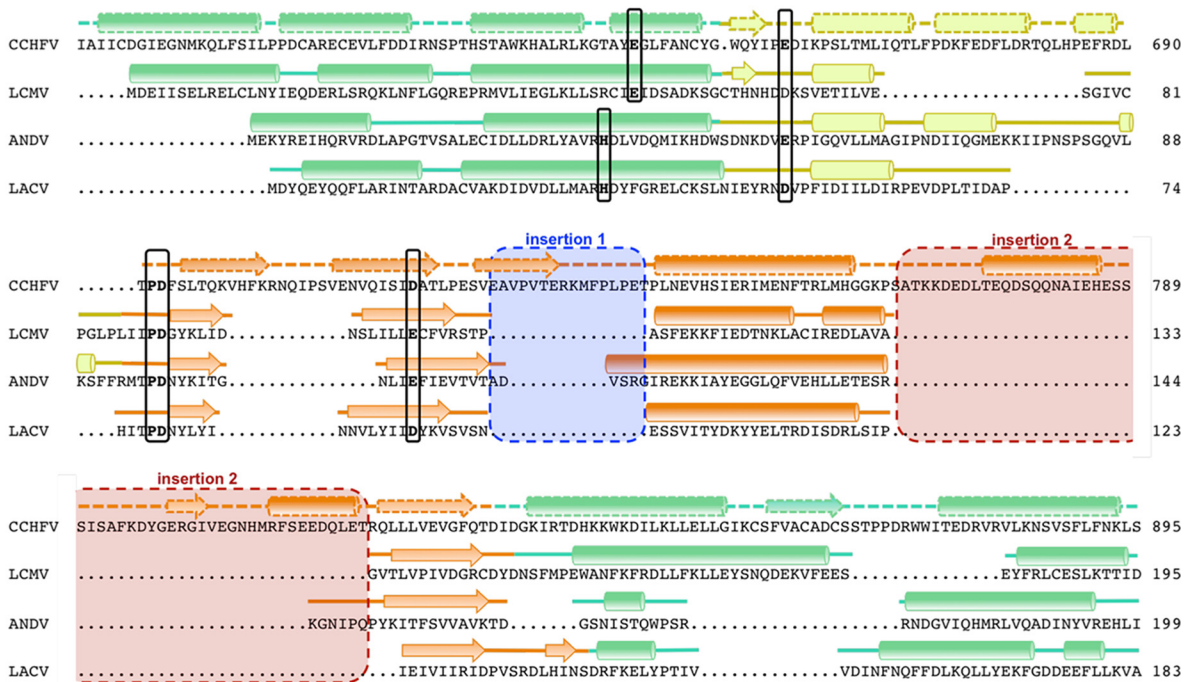 CCHFV IAIICDGIEGNMKQLFSILPPDCARECEVLFDDIRNSPTHSTAWKHALRLKGTAYEGLFANCYG.WQYIPEDIKPSLTMLIQTLFPDKFEDFLDRTQLHPEFRDL 690
LCMV .....MDEIISELRELCLNYIEQDERLSRQKLNFLGQREPRMVLIEGLKLLSRCIEIDSADKSGCTHNHDDKSVETILVE....................SGIVC 81
ANDV .................MEKYREIHQRVRDLAPGTVSALECIDLLDRLYAVRHDLVDQMIKHDWSDNKDVERPIGQVLLMAGIPNDIIQGMEKKIIPNSPSGQVL 88
LACV ...................MDYQEYQQFLARINTARDACVAKDIDVDLLMARHDYFGRELCKSLNIEYRNDVPFIDIILDIRPEVDPLTIDAP............ 74
insertion 1
insertion 2
CCHFV ......TPDFSLTQKVHFKRNQIPSVENVQISIDATLPESVEAVPVTERKMFPLPETPLNEVHSIERIMENFTRLMHGGKPSATKKDEDLTEQDSQQNAIEHESS 789
LCMV PGLPLIIPDGYKLID............NSLILLECFVRSTP................ASFEKKFIEDTNKLACIREDLAVA........................ 133
ANDV KSFFRMTPDNYKITG...............NLIEFIEVTVTAD..........VSRGIREKKIAYEGGLQFVEHLLETESR........................ 144
LACV ....HITPDNYLYI............NNVLYIIDYKVSVSN................ESSVITYDKYYELTRDISDRLSIP........................ 123
insertion 2
CCHFV SISAFKDYGERGIVEGNHMRFSEEDQLETRQLLLVEVGFQTDIDGKIRTDHKKWKDILKLLELLGIKCSFVACADCSSTPPDRWWITEDRVRVLKNSVSFLFNKLS 895
LCMV .............................GVTLVPIVDGRCDYDNSFMPEWANFKFRDLLFKLLEYSNQDEKVFEES...............EYFRLCESLKTTID 195
ANDV .......................KGNIPQPYKITFSVVAVKTD.......GSNISTQWPSR.....................RNDGVIQHMRLVQADINYVREHLI 199
LACV ................................IEIVIIRIDPVSRDLHINSDRFKELYPTIV..............VDINFNQFFDLKQLLYEKFGDDEEFLLKVA 183